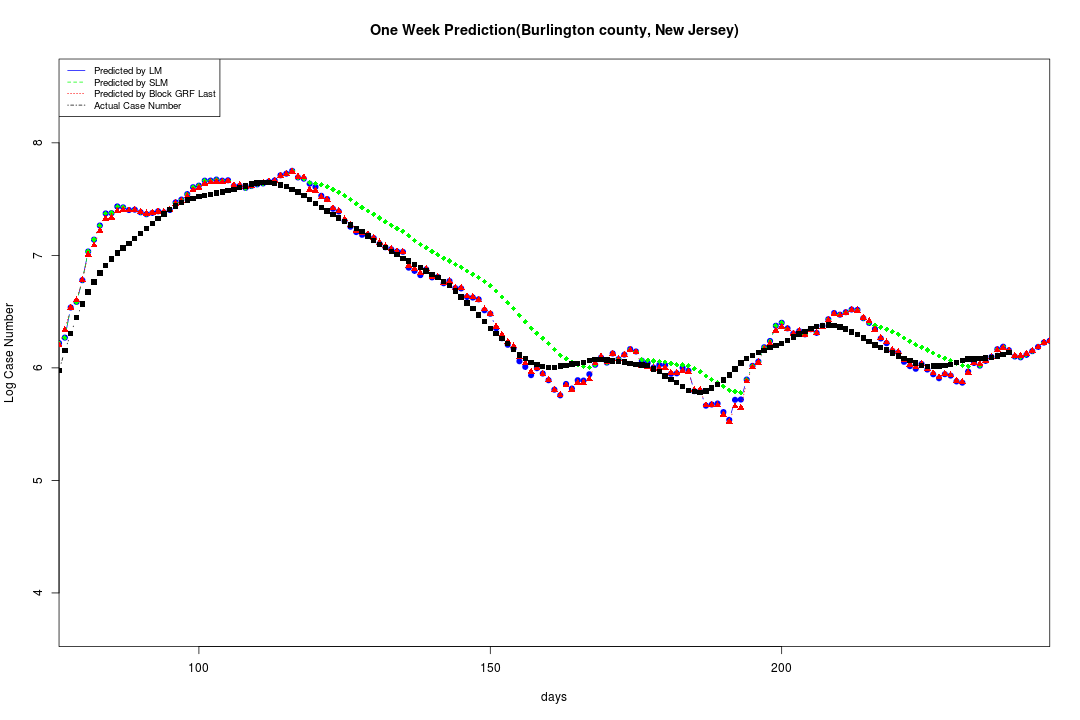 One Week Prediction(Burlington county, New Jersey)
Predicted by LM
Predicted by SLM
Predicted by Block GRF Last
Actual Case Number
8
7
6
5
4
Log Case Number
100
150
200
days